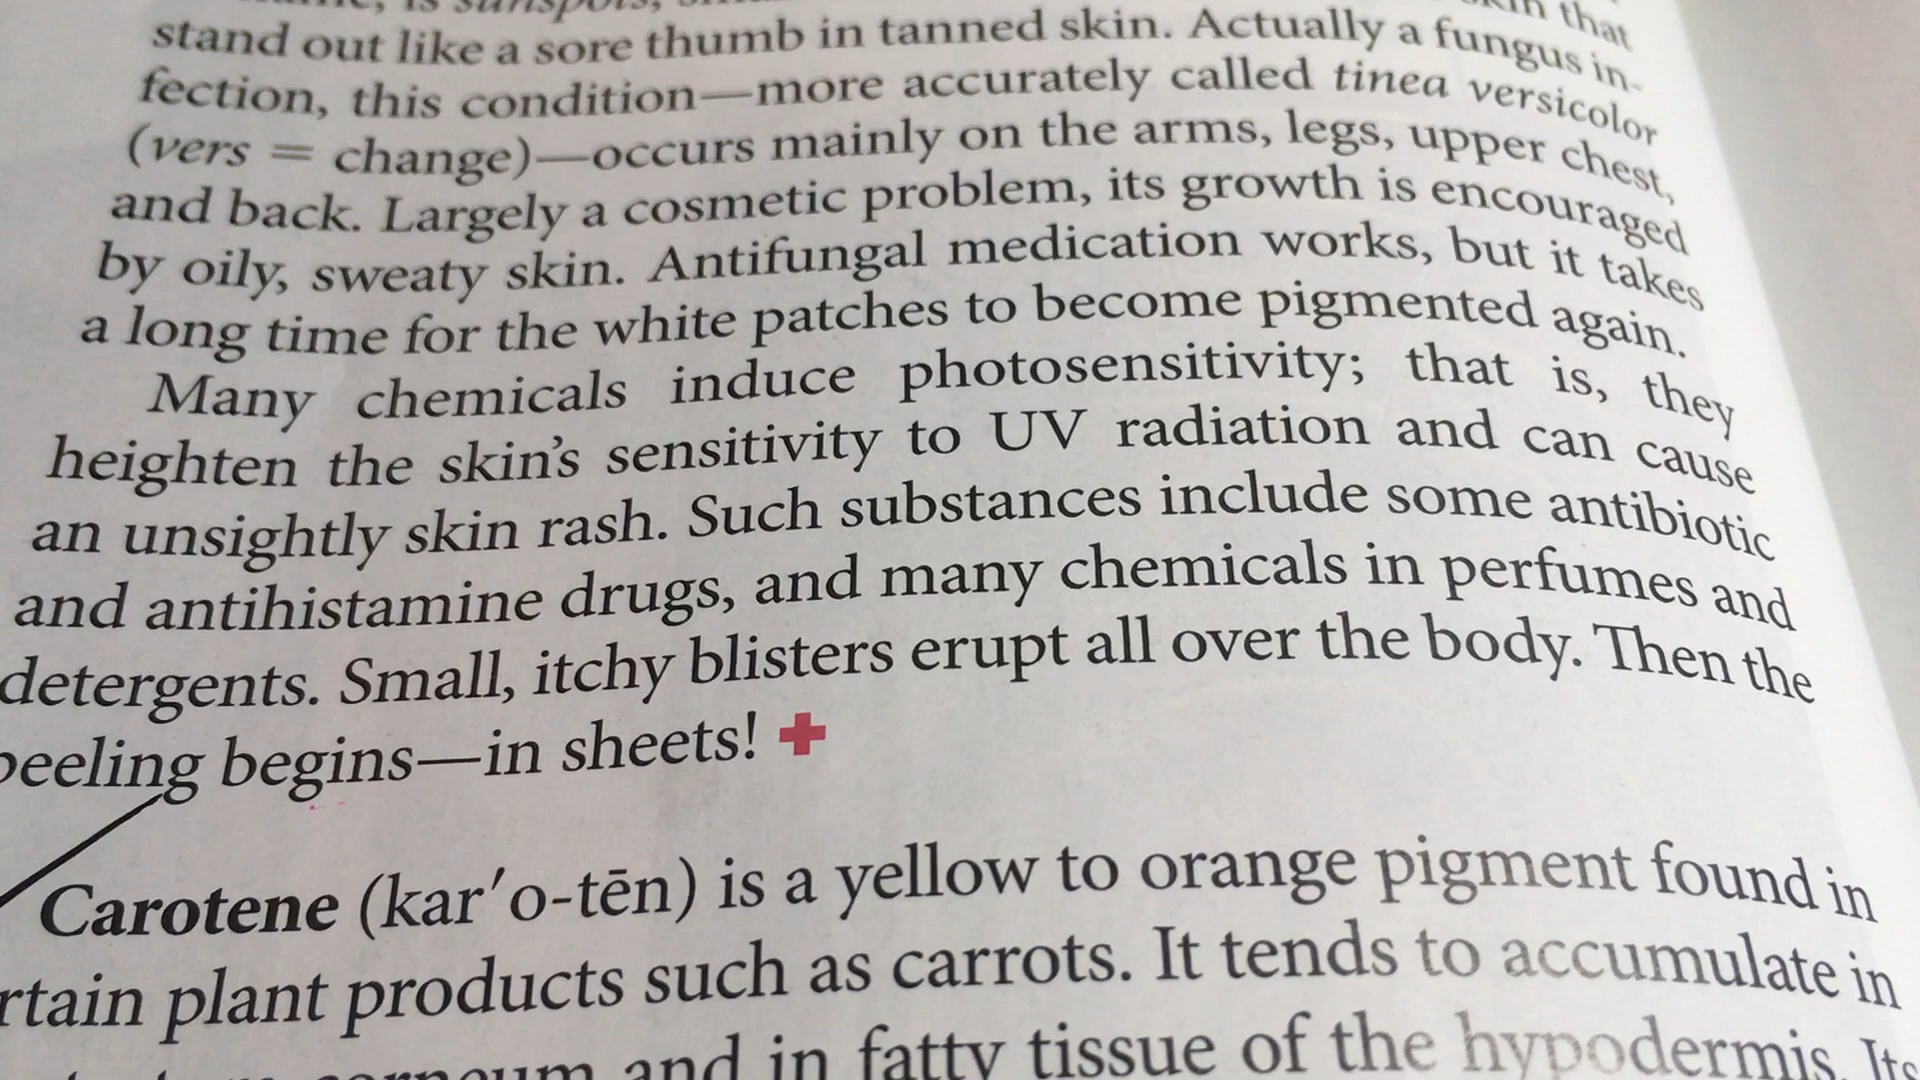 is sunspots,
skin that
stand out like a sore thumb in tanned skin. Actually a fungus in-
fection, this condition—more accurately called tinea versicolor
(vers = change)—occurs mainly on the arms, legs, upper chest,
and back. Largely a cosmetic problem, its growth is encouraged
by oily, sweaty skin. Antifungal medication works, but it takes
a long time for the white patches to become pigmented again.
Many chemicals induce photosensitivity; that is, they
heighten the skin's sensitivity to UV radiation and can cause
an unsightly skin rash. Such substances include some antibiotic
and antihistamine drugs, and many chemicals in perfumes and
detergents. Small, itchy blisters erupt all over the body. Then the
peeling begins—in sheets!
Carotene (kar′o-tēn) is a yellow to orange pigment found in
rtain plant products such as carrots. It tends to accumulate in
corneum and in fatty tissue of the hypodermis. Its